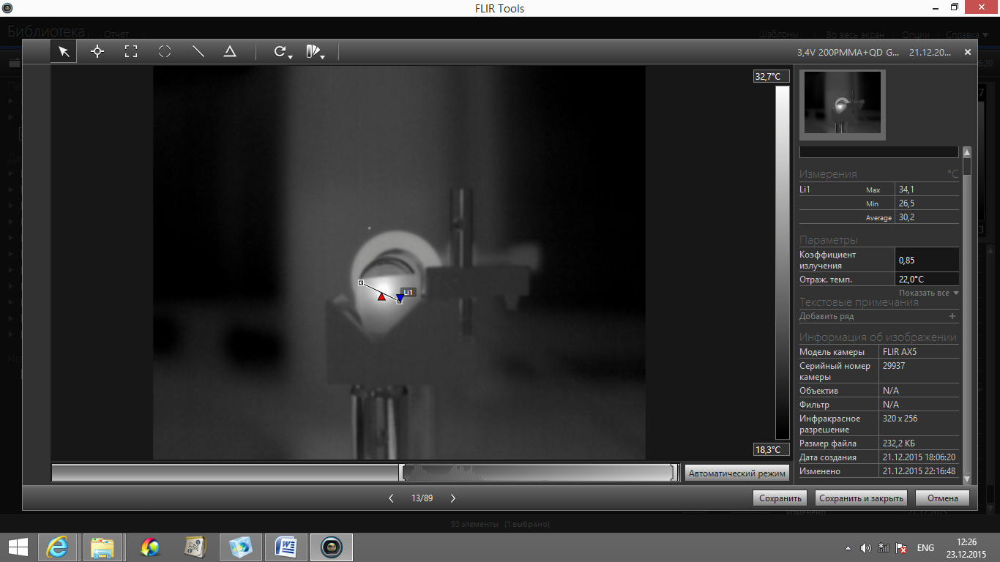 FLIR Tools
Библиотека
Отчет
Шаблоны
Во весь экран
Опции
Справка
3,4V 200PMMA+QD G...
21.12.20...
32,7°C
Li1
18,3°C
Измерения
°C
Li1 Max 34,1
Min 26,5
Average 30,2
Параметры
Коэффициент
излучения
0,85
Отраж. темп. 22,0°C
Показать все
Текстовые примечания
Добавить ряд
Информация об изображении
Модель камеры FLIR AX5
Серийный номер
камеры
29937
Объектив N/A
Фильтр N/A
Инфракрасное
разрешение
320 x 256
Размер файла 232,2 КБ
Дата создания 21.12.2015 18:06:20
Изменено 21.12.2015 22:16:48
Автоматический режим
13/89
Сохранить
Сохранить и закрыть
Отмена
93 элементы (1 выбрано)
ENG
12:26
23.12.2015